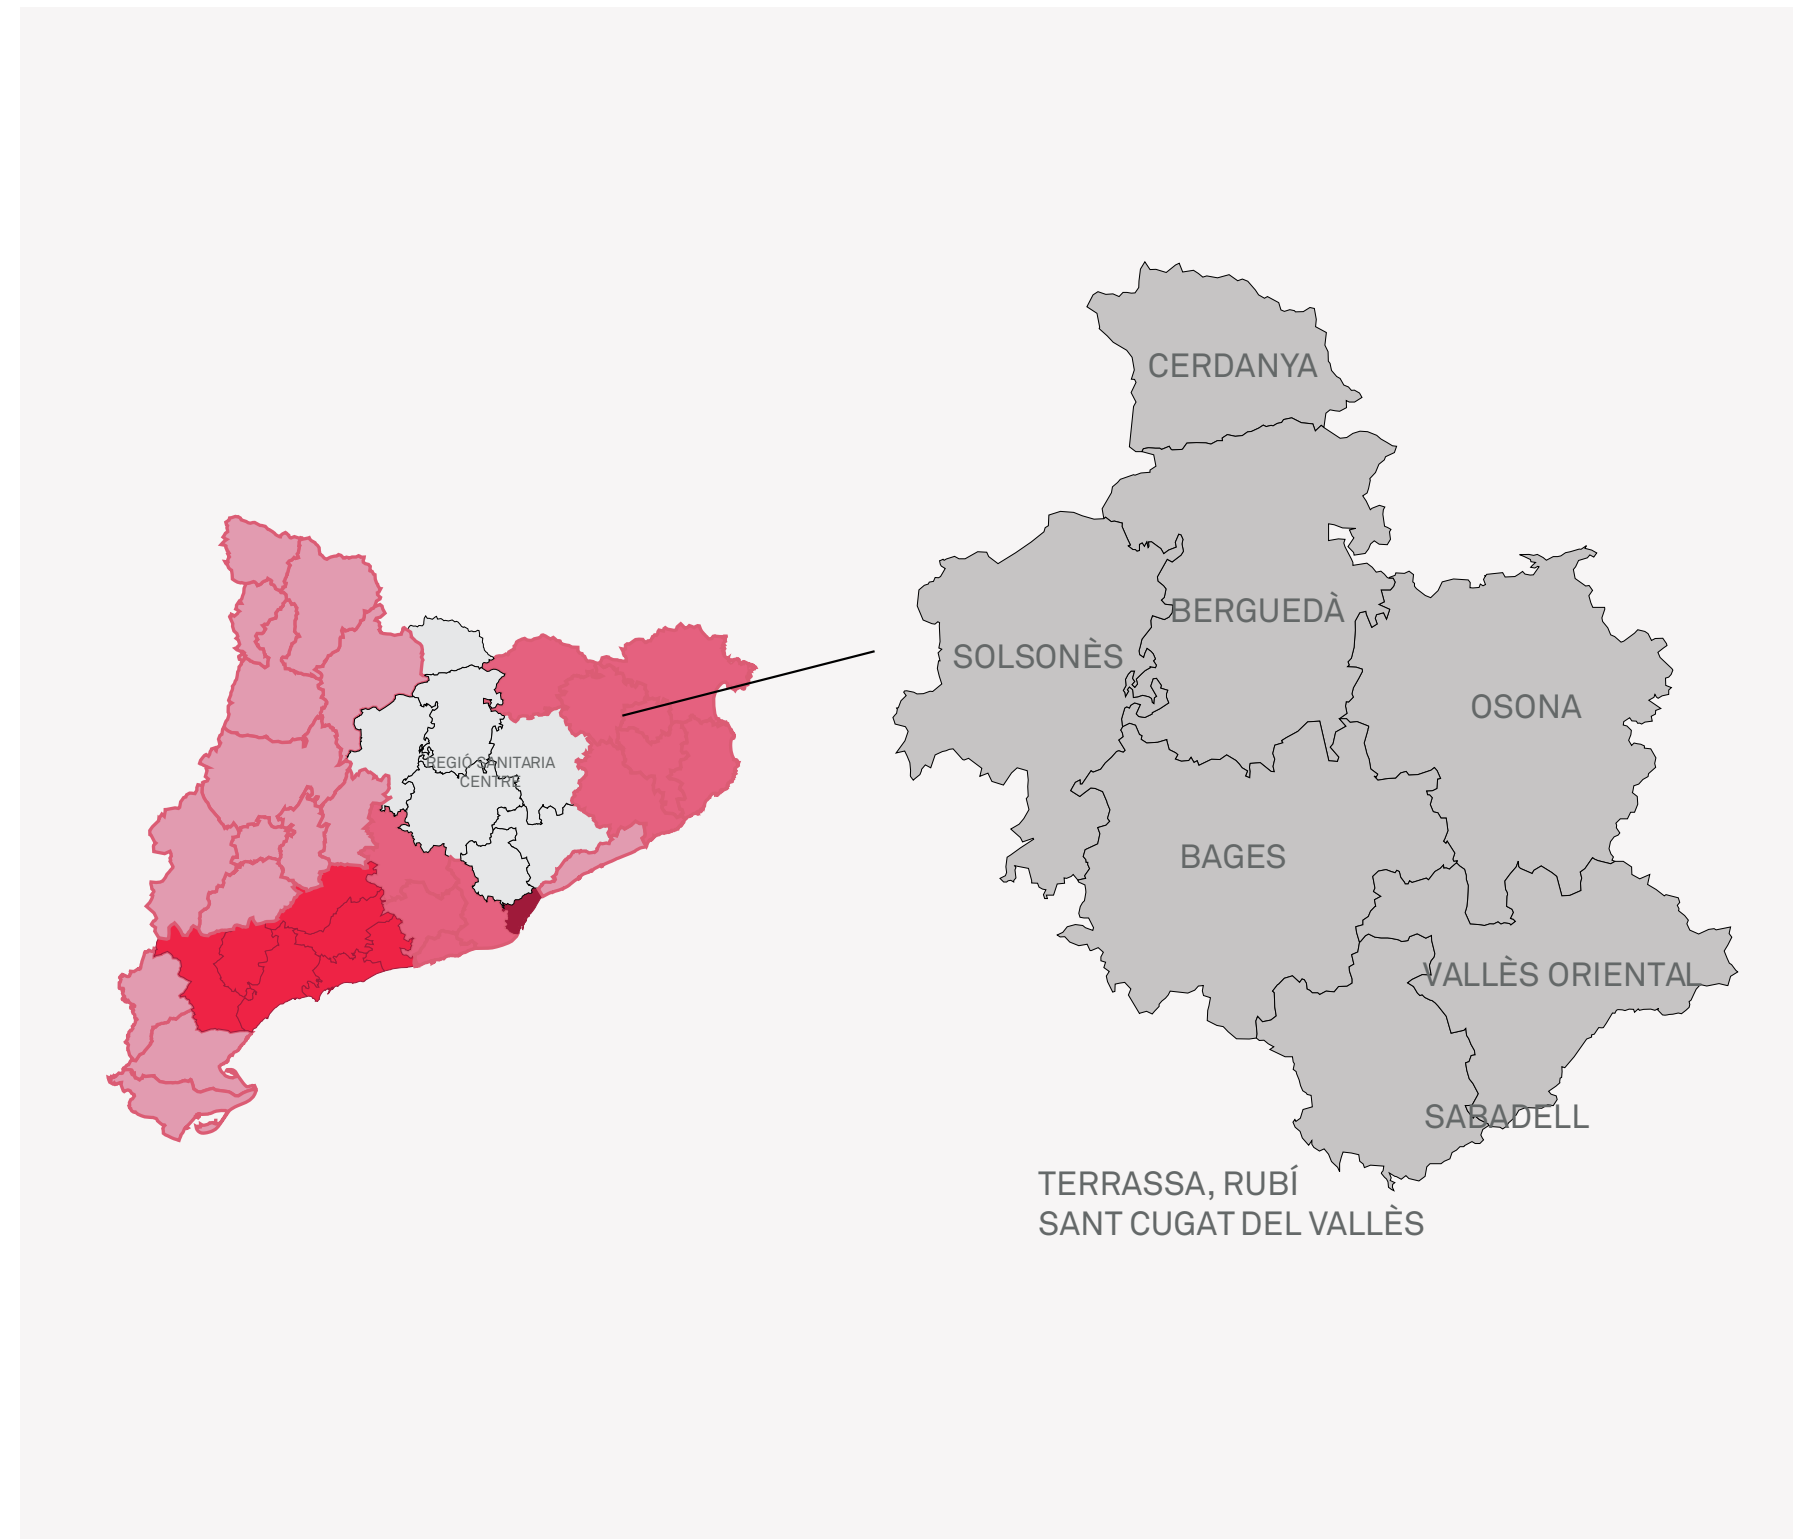 CERDANYA
BERGUEDÀ
SOLSONÈS
OSONA
REGIÓ SANITARIA
CENTRE
BAGES
VALLÈS ORIENTAL
SABADELL
TERRASSA, RUBÍ
SANT CUGAT DEL VALLÈS